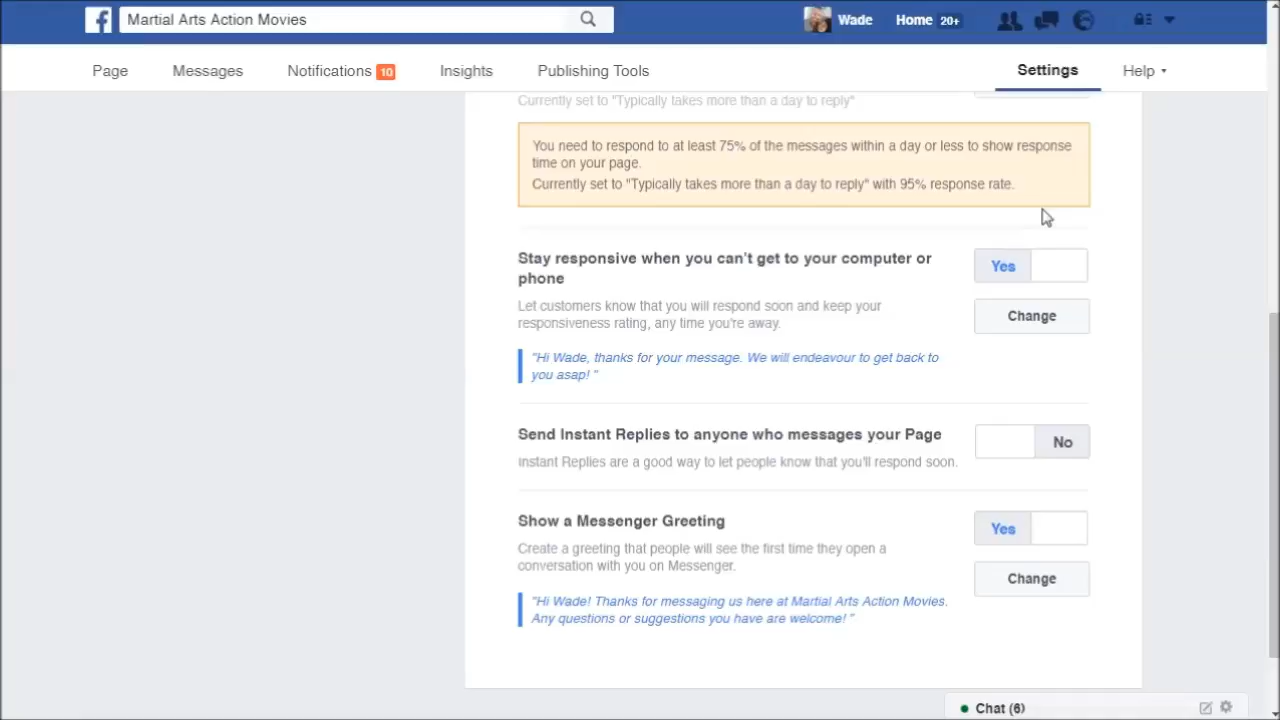 Martial Arts Action Movies
Wade
Home 20+
Page
Messages
Notifications 10
Insights
Publishing Tools
Settings
Help
Currently set to "Typically takes more than a day to reply"
You need to respond to at least 75% of the messages within a day or less to show response
time on your page.
Currently set to "Typically takes more than a day to reply" with 95% response rate.
Stay responsive when you can't get to your computer or
phone
Yes
Let customers know that you will respond soon and keep your
responsiveness rating, any time you're away.
Change
"Hi Wade, thanks for your message. We will endeavour to get back to
you asap! "
Send Instant Replies to anyone who messages your Page
No
Instant Replies are a good way to let people know that you'll respond soon.
Show a Messenger Greeting
Yes
Create a greeting that people will see the first time they open a
conversation with you on Messenger.
Change
"Hi Wade! Thanks for messaging us here at Martial Arts Action Movies.
Any questions or suggestions you have are welcome! "
Chat (6)